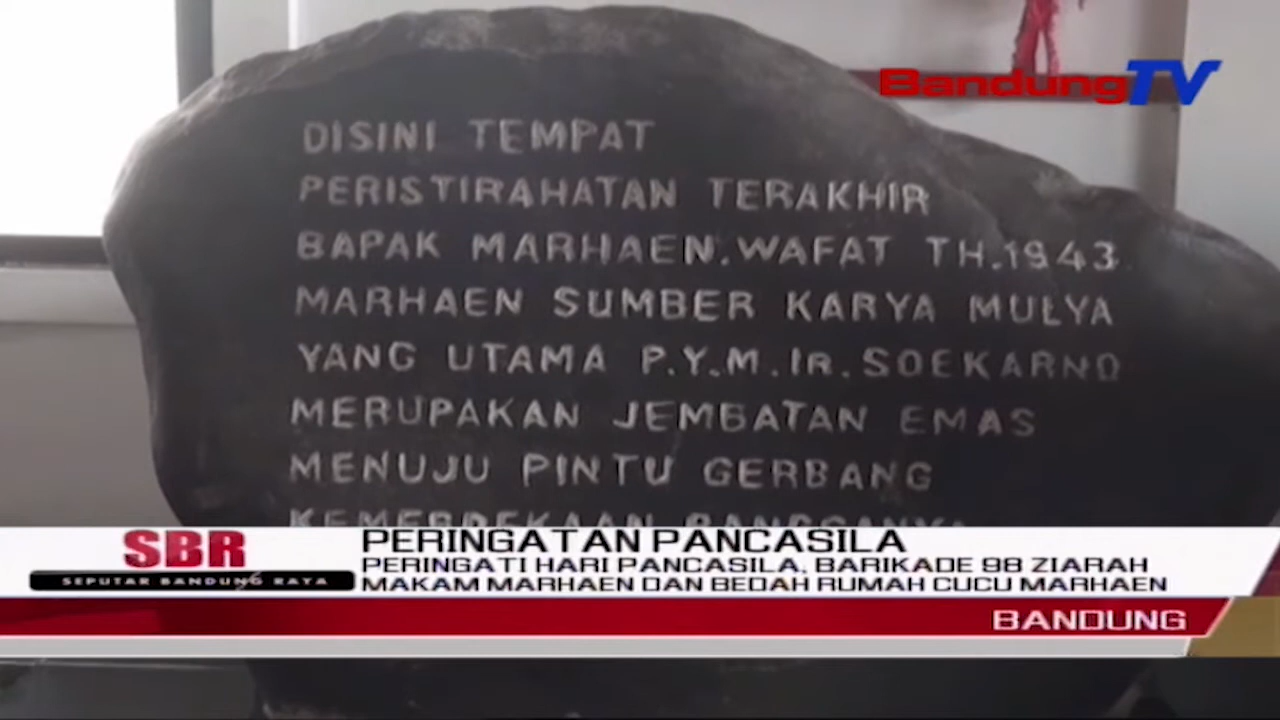 BandungTV
DISINI TEMPAT
PERISTIRAHATAN TERAKHIR
BAPAK MARHAEN. WAFAT TH. 1943
MARHAEN SUMBER KARYA MULYA
YANG UTAMA P.Y.M. Ir. SOEKARNO
MERUPAKAN JEMBATAN EMAS
MENUJU PINTU GERBANG
KEMERDEKAAN BANGSANYA
SBR
SEPUTAR BANDUNG RAYA
PERINGATAN PANCASILA
PERINGATI HARI PANCASILA, BARIKADE 98 ZIARAH
MAKAM MARHAEN DAN BEDAH RUMAH CUCU MARHAEN
BANDUNG